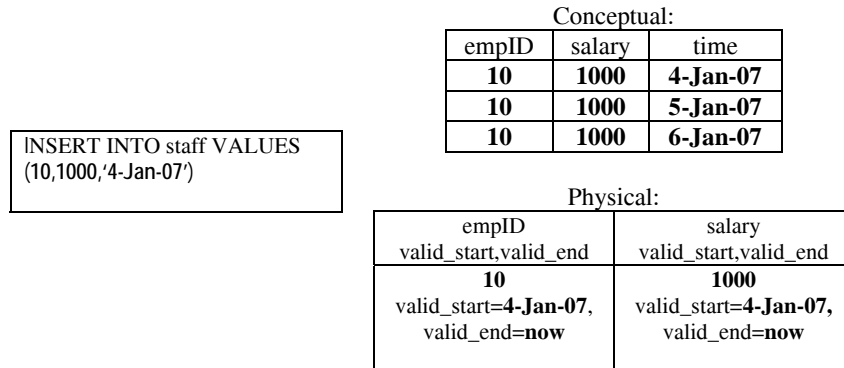 INSERT INTO staff VALUES
(10,1000,‘4-Jan-07’)
Conceptual:
empID salary time
10 1000 4-Jan-07
10 1000 5-Jan-07
10 1000 6-Jan-07
Physical:
empID salary
valid_start,valid_end valid_start,valid_end
10 1000
valid_start=4-Jan-07, valid_start=4-Jan-07,
valid_end=now valid_end=now